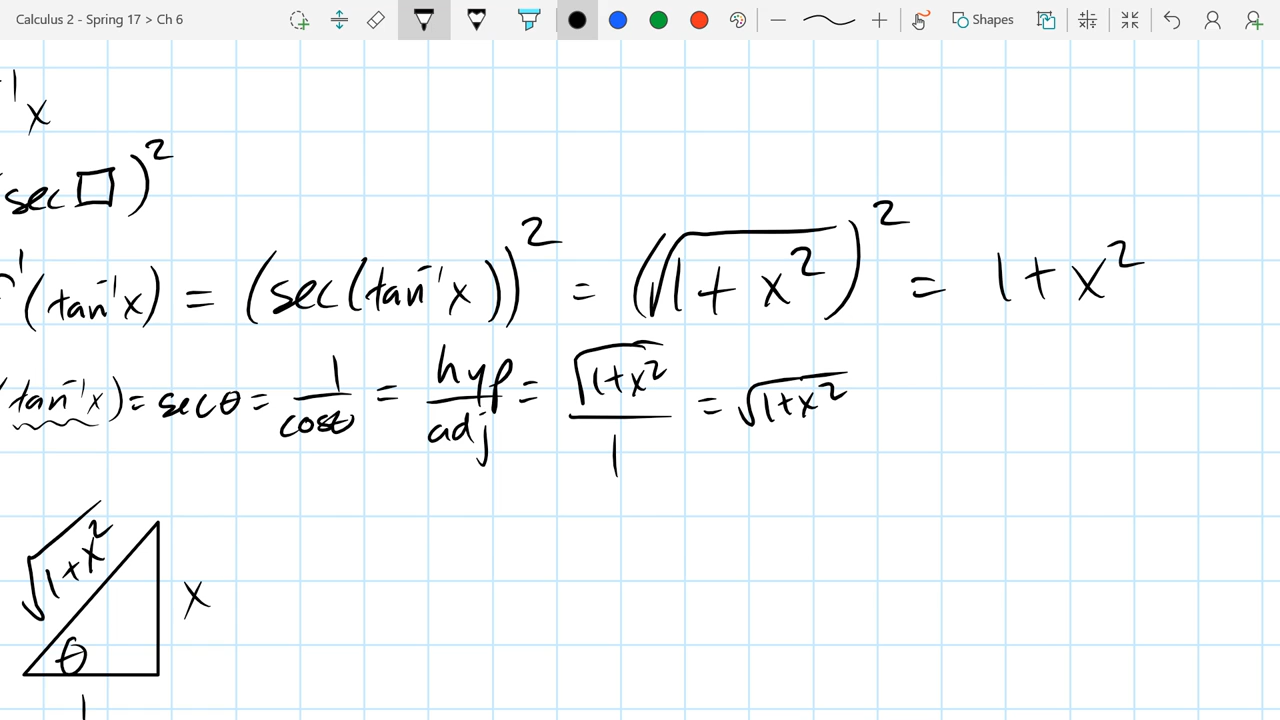 Calculus 2 - Spring 17 > Ch 6
Shapes
⁻¹x
sec □ )²
⁻¹(tan⁻¹x) = (sec(tan⁻¹x))² = (√(1+x²))² = 1+x²
(tan⁻¹x) = secθ = 1/cosθ = hyp/adj = √(1+x²)/1 = √(1+x²)
√(1+x²)
x
θ
1